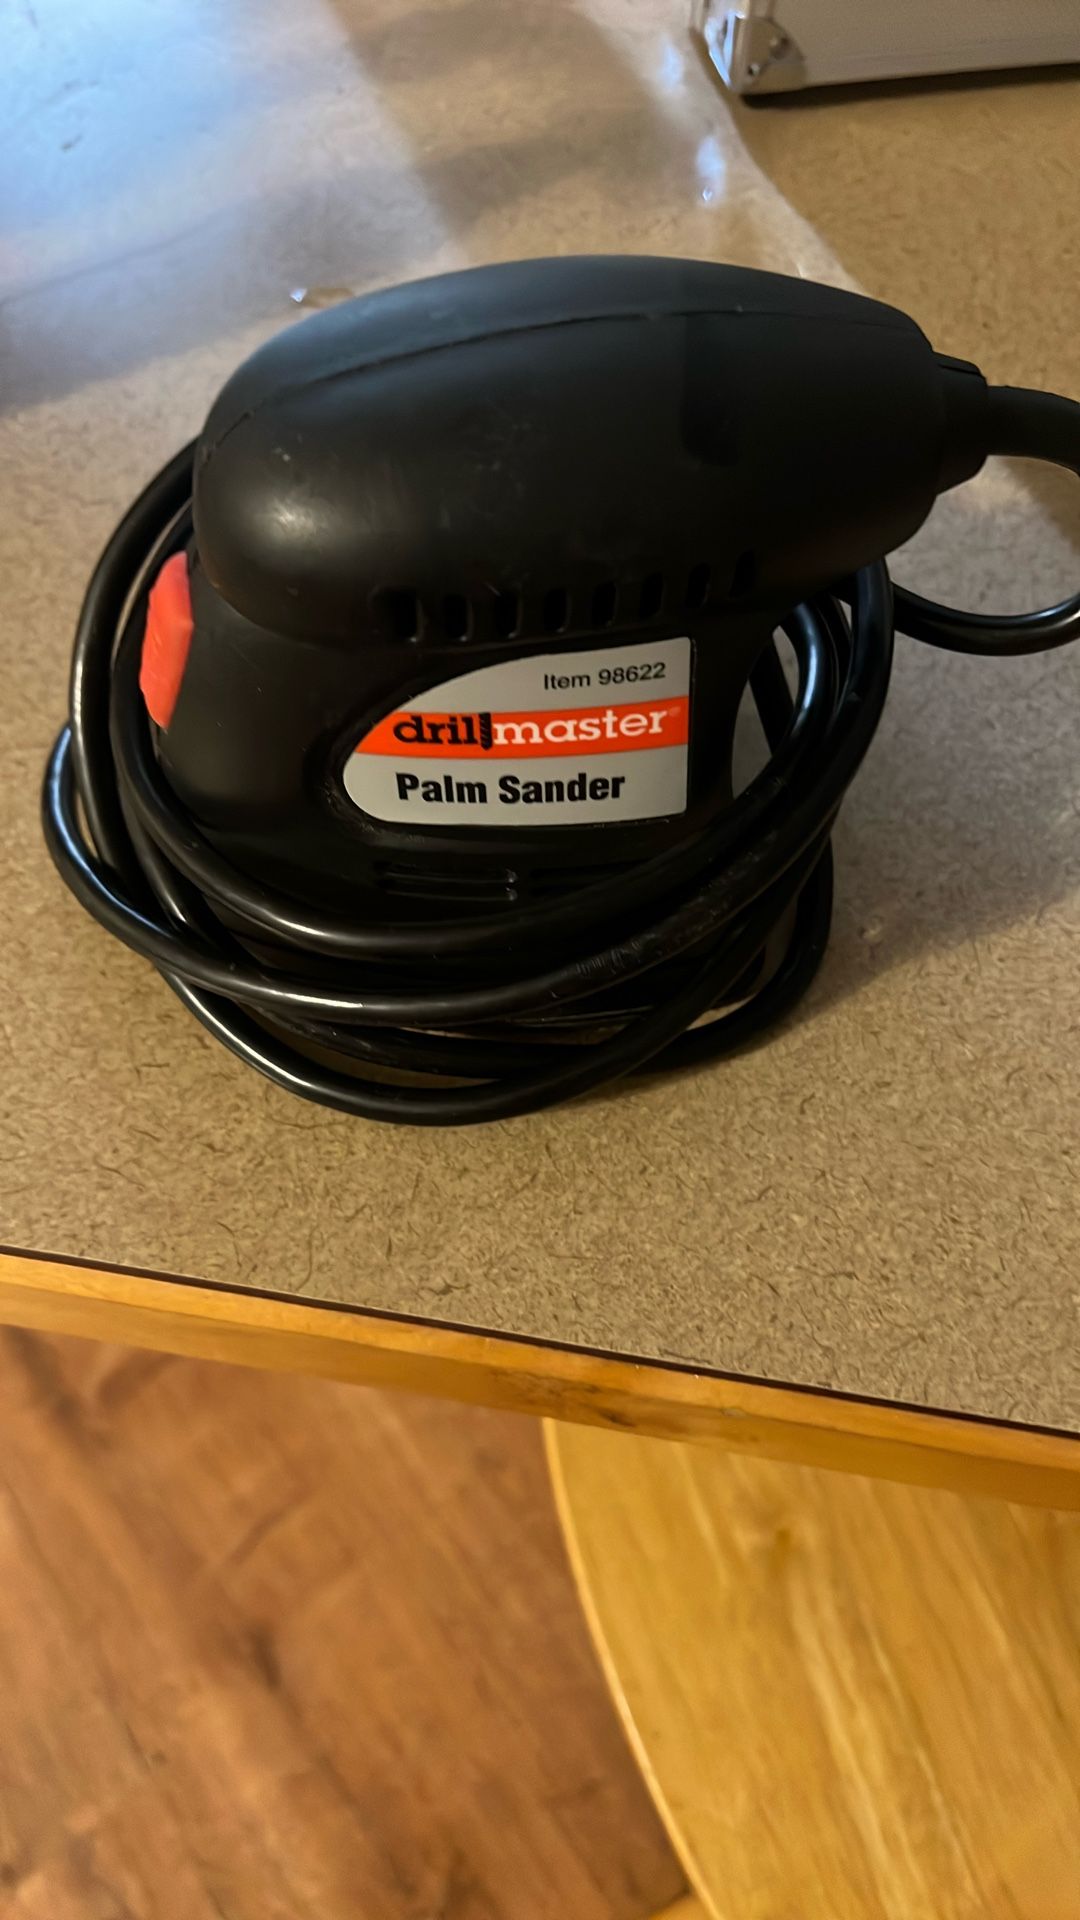 Item 98622
drillmaster®
Palm Sander